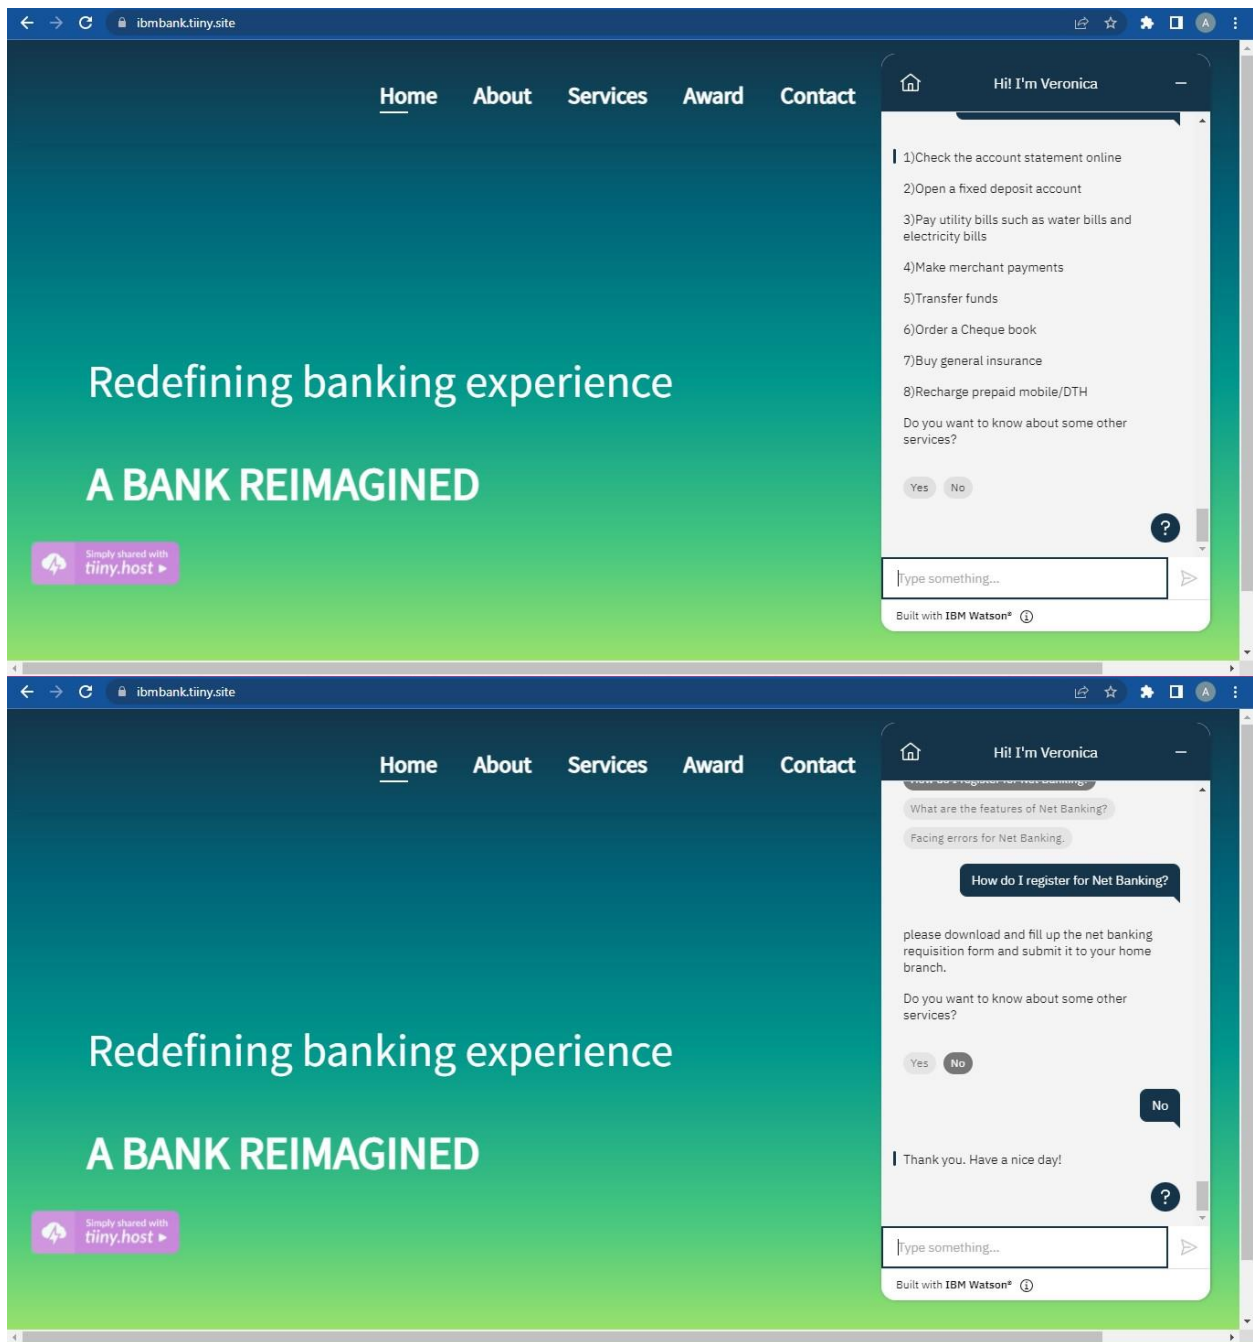 ibmbank.tiiny.site
A
Home About Services Award Contact
Hi! I'm Veronica
1)Check the account statement online
2)Open a fixed deposit account
3)Pay utility bills such as water bills and
electricity bills
4)Make merchant payments
5)Transfer funds
6)Order a Cheque book
7)Buy general insurance
8)Recharge prepaid mobile/DTH
Do you want to know about some other
services?
Yes No
?
Type something...
Built with IBM Watson®
Redefining banking experience
A BANK REIMAGINED
Simply shared with
tiiny.host
ibmbank.tiiny.site
A
Home About Services Award Contact
Hi! I'm Veronica
How do I register for Net Banking?
What are the features of Net Banking?
Facing errors for Net Banking.
How do I register for Net Banking?
please download and fill up the net banking
requisition form and submit it to your home
branch.
Do you want to know about some other
services?
Yes No
No
Thank you. Have a nice day!
?
Type something...
Built with IBM Watson®
Redefining banking experience
A BANK REIMAGINED
Simply shared with
tiiny.host